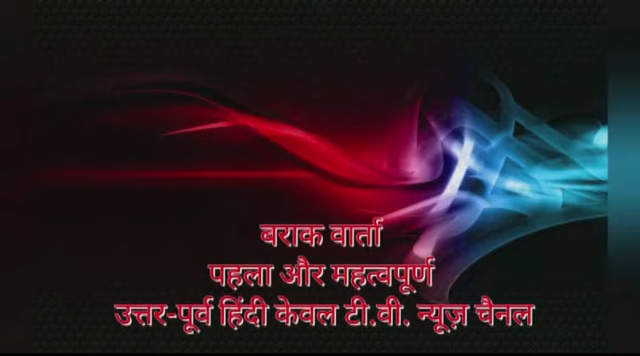 बराक वार्ता
पहला और महत्वपूर्ण
उत्तर-पूर्व हिंदी केवल टी.वी. न्यूज़ चैनल